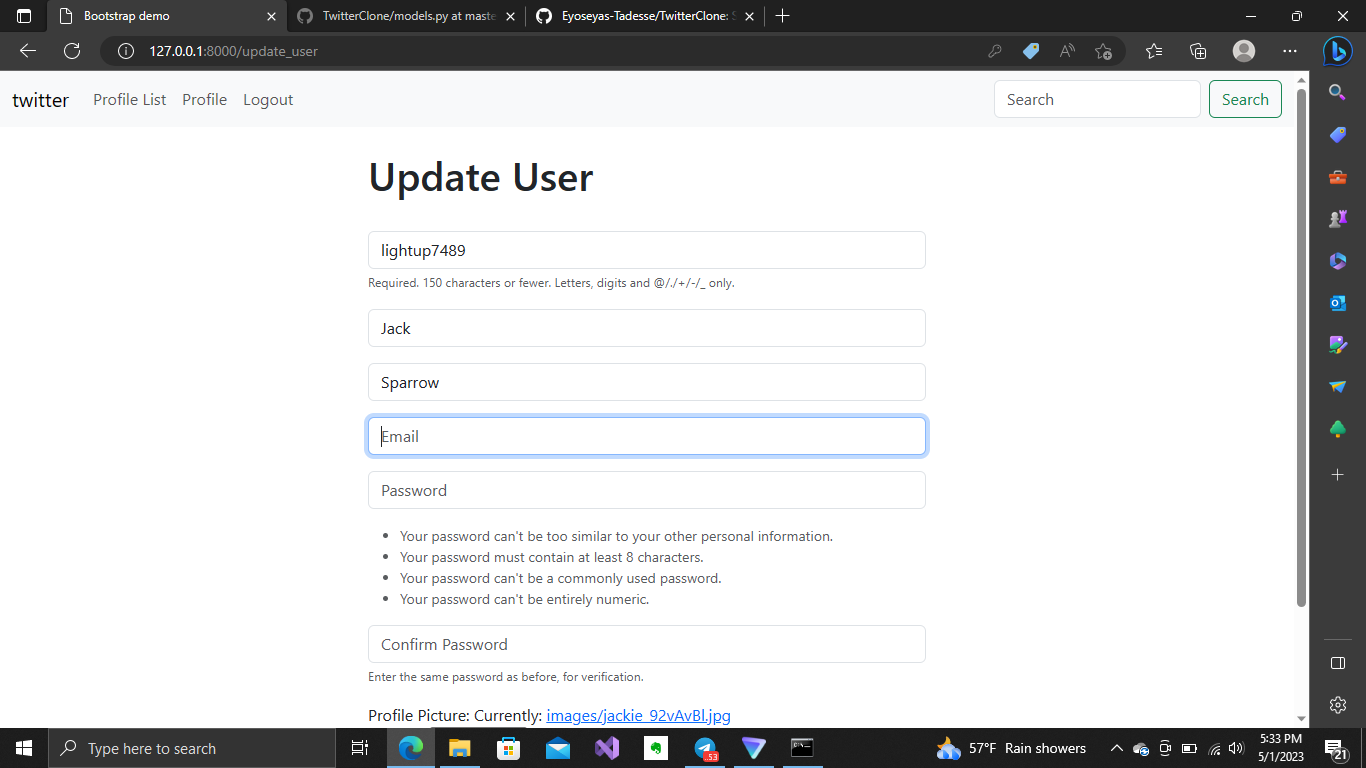 Bootstrap demo
TwitterClone/models.py at maste
Eyoseyas-Tadesse/TwitterClone: S
127.0.0.1:8000/update_user
twitter Profile List Profile Logout Search Search
Update User
lightup7489
Required. 150 characters or fewer. Letters, digits and @/./+/-/_ only.
Jack
Sparrow
Email
Password
Your password can't be too similar to your other personal information.
Your password must contain at least 8 characters.
Your password can't be a commonly used password.
Your password can't be entirely numeric.
Confirm Password
Enter the same password as before, for verification.
Profile Picture: Currently: images/jackie_92vAvBl.jpg
Type here to search
53
57°F Rain showers
5:33 PM
5/1/2023
21